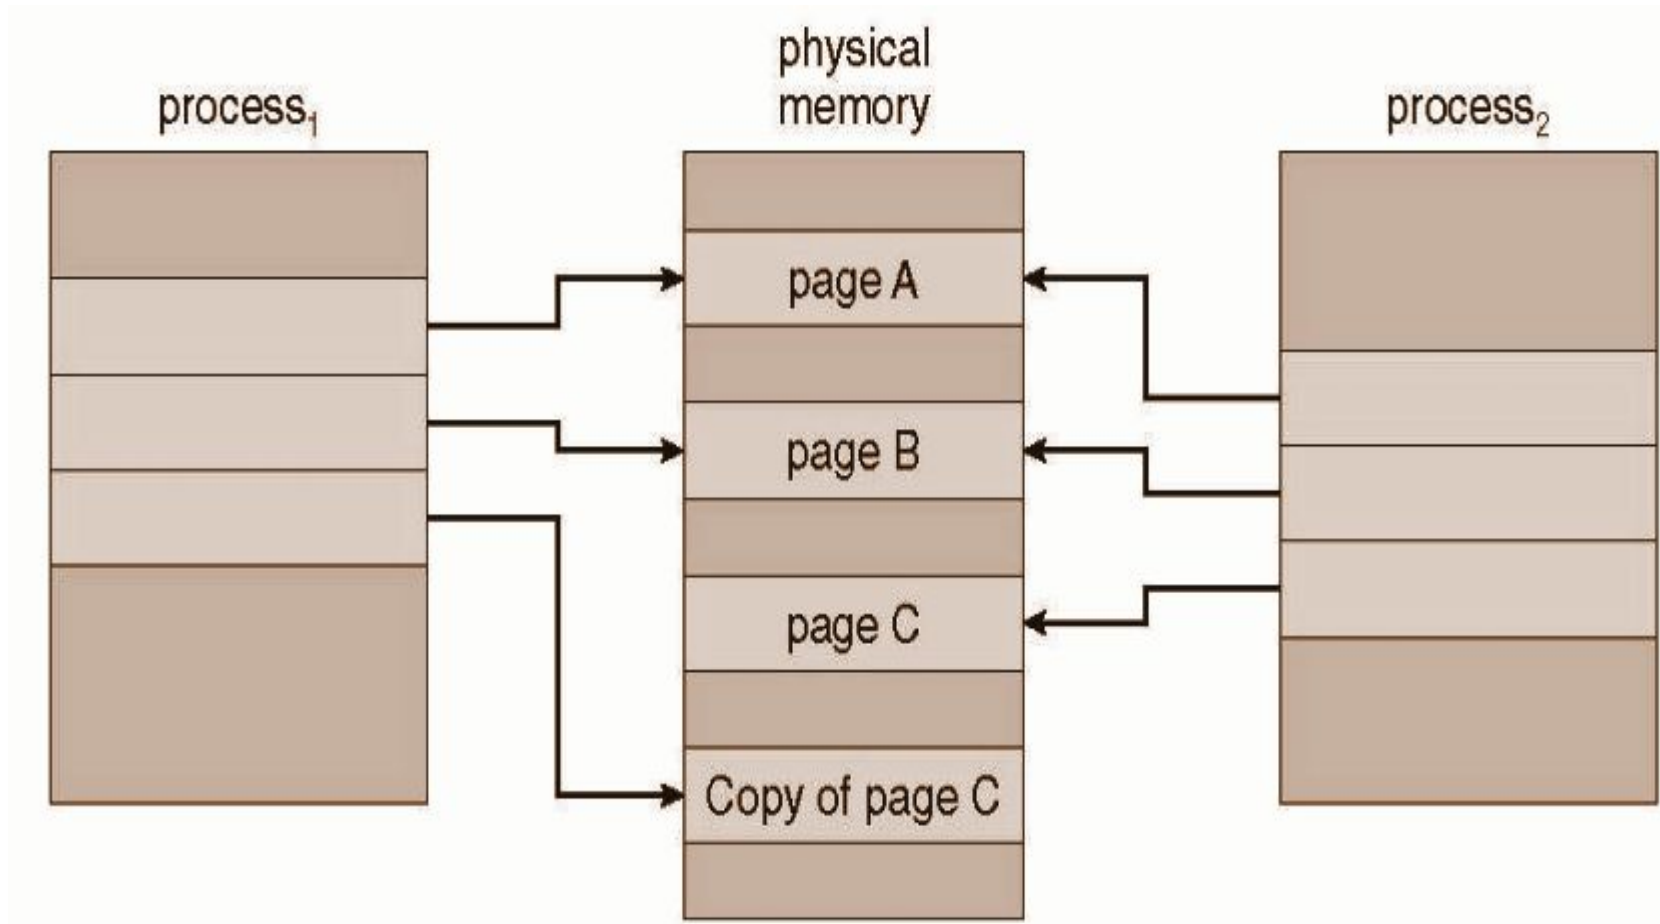 physical
memory
process₁
process₂
page A
page B
page C
Copy of page C